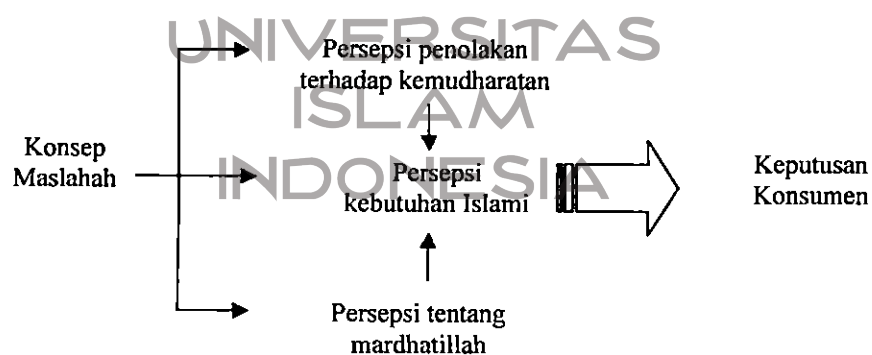 UNIVERSITAS
ISLAM
INDONESIA
Persepsi penolakan
terhadap kemudharatan
Konsep
Maslahah
Persepsi
kebutuhan Islami
Keputusan
Konsumen
Persepsi tentang
mardhatillah